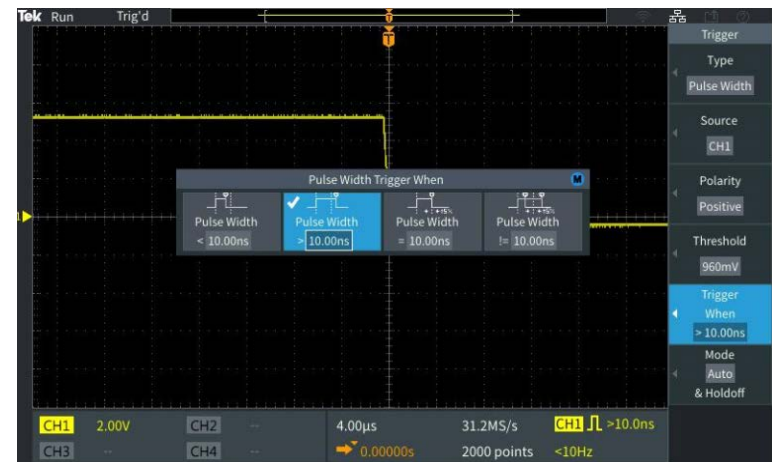 Tek Run Trig'd
T
T
Trigger
Type
Pulse Width
Source
CH1
Polarity
Positive
Threshold
960mV
Trigger
When
> 10.00ns
Mode
Auto
& Holdoff
Pulse Width Trigger When M
Pulse Width
< 10.00ns
Pulse Width
> 10.00ns
+:+5%
Pulse Width
= 10.00ns
+:+5%
Pulse Width
!= 10.00ns
1
CH1 2.00V CH2 -- 4.00µs 31.2MS/s CH1 >10.0ns
CH3 -- CH4 -- 0.00000s 2000 points <10Hz